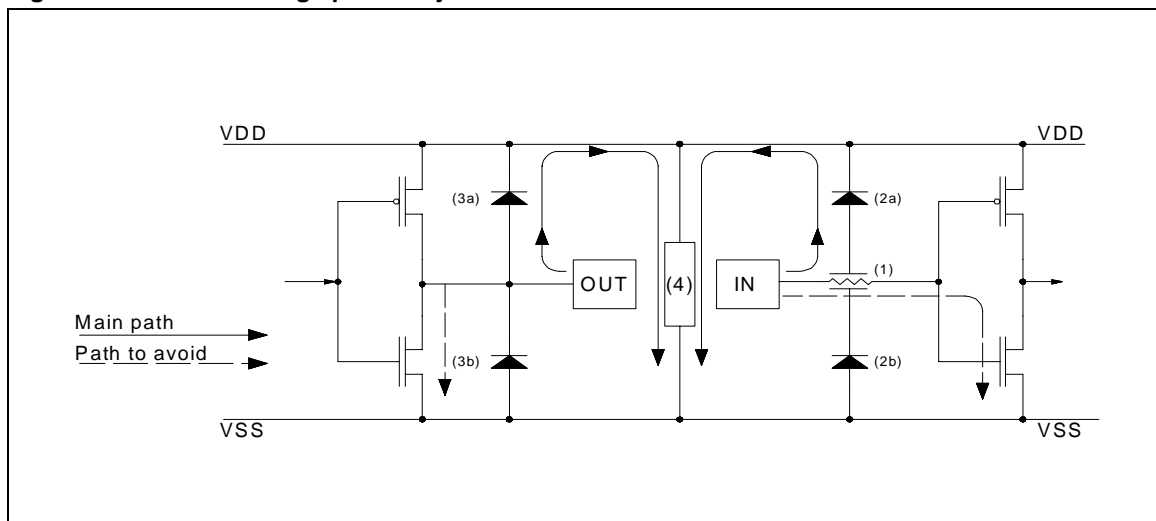 VDD VDD
(3a) (2a)
(1)
OUT (4) IN
Main path
Path to avoid
(3b) (2b)
VSS VSS